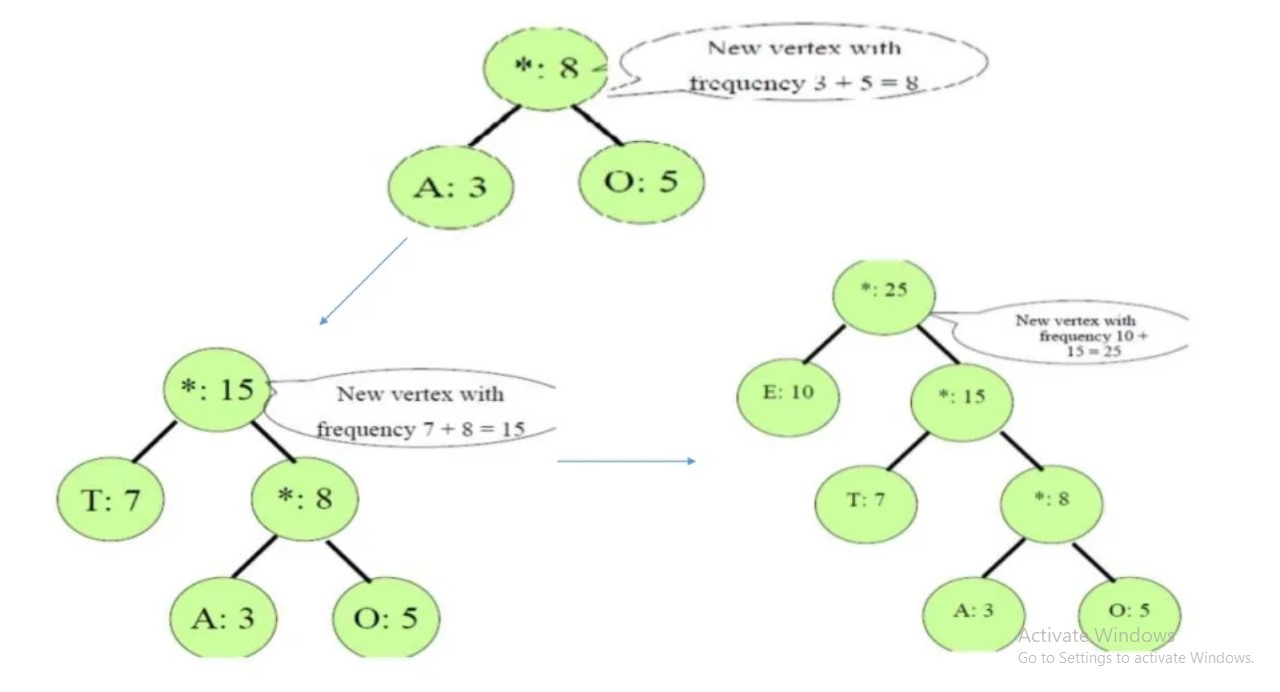 *: 8
New vertex with
frequency 3 + 5 = 8
A: 3
O: 5
*: 15
New vertex with
frequency 7 + 8 = 15
T: 7
*: 8
A: 3
O: 5
*: 25
New vertex with
frequency 10 +
15 = 25
E: 10
*: 15
T: 7
*: 8
A: 3
O: 5
Activate Windows
Go to Settings to activate Windows.